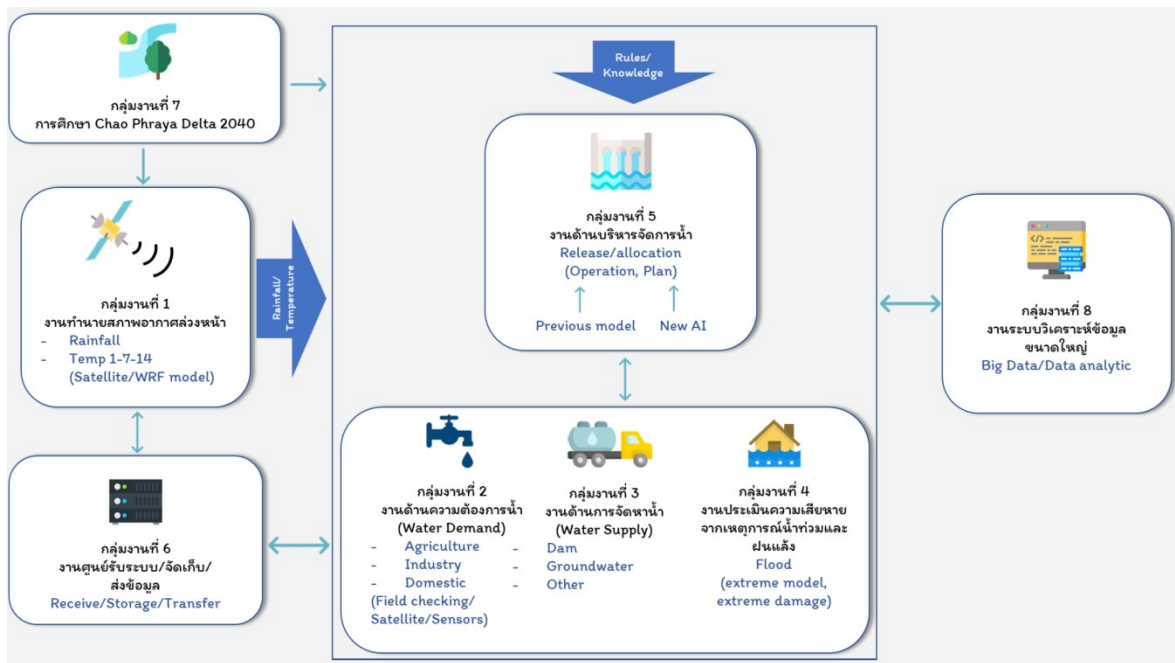 กลุ่มงานที่ 7
การศึกษา Chao Phraya Delta 2040
กลุ่มงานที่ 1
งานทำนายสภาพอากาศล่วงหน้า
- Rainfall
- Temp 1-7-14
(Satellite/WRF model)
กลุ่มงานที่ 6
งานศูนย์รับระบบ/จัดเก็บ/
ส่งข้อมูล
Receive/Storage/Transfer
Rainfall/
Temperature
Rules/
Knowledge
กลุ่มงานที่ 5
งานด้านบริหารจัดการน้ำ
Release/allocation
(Operation, Plan)
Previous model
New AI
กลุ่มงานที่ 2
งานด้านความต้องการน้ำ
(Water Demand)
- Agriculture
- Industry
- Domestic
(Field checking/
Satellite/Sensors)
กลุ่มงานที่ 3
งานด้านการจัดหาน้ำ
(Water Supply)
- Dam
- Groundwater
- Other
กลุ่มงานที่ 4
งานประเมินความเสียหาย
จากเหตุการณ์น้ำท่วมและ
ฝนแล้ง
Flood
(extreme model,
extreme damage)
กลุ่มงานที่ 8
งานระบบวิเคราะห์ข้อมูล
ขนาดใหญ่
Big Data/Data analytic